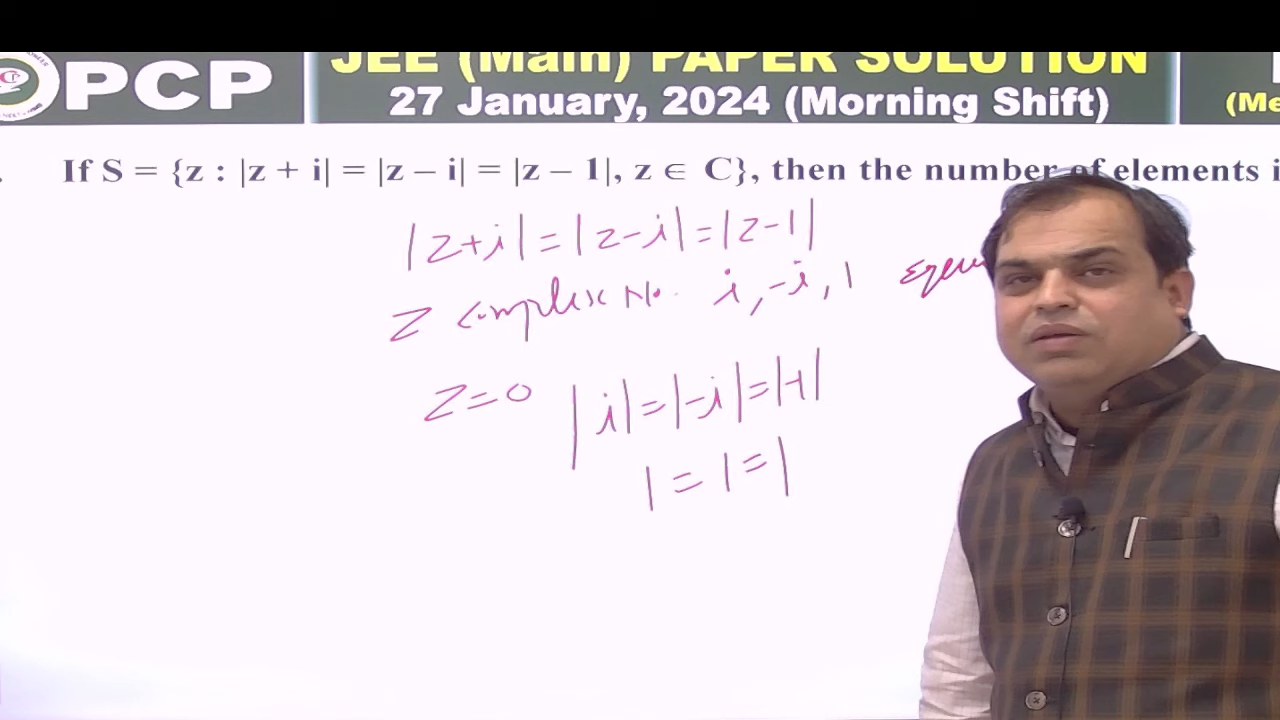 PCP
JEE (Main) PAPER SOLUTION
27 January, 2024 (Morning Shift)
If S = {z : |z + i| = |z − i| = |z − 1|, z ∈ C}, then the number of elements i
|z+i| = |z-i| = |z-1|
z complex No. i, -i, 1
z=0 |i| = |-i| = |-1|
1 = 1 = 1